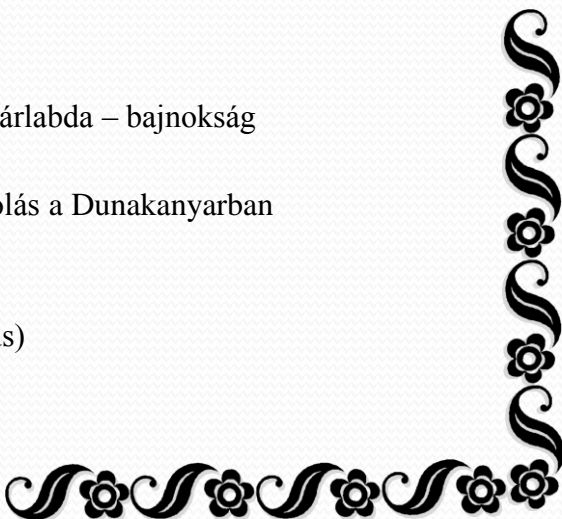 árlabda – bajnokság
olás a Dunakanyarban
s)